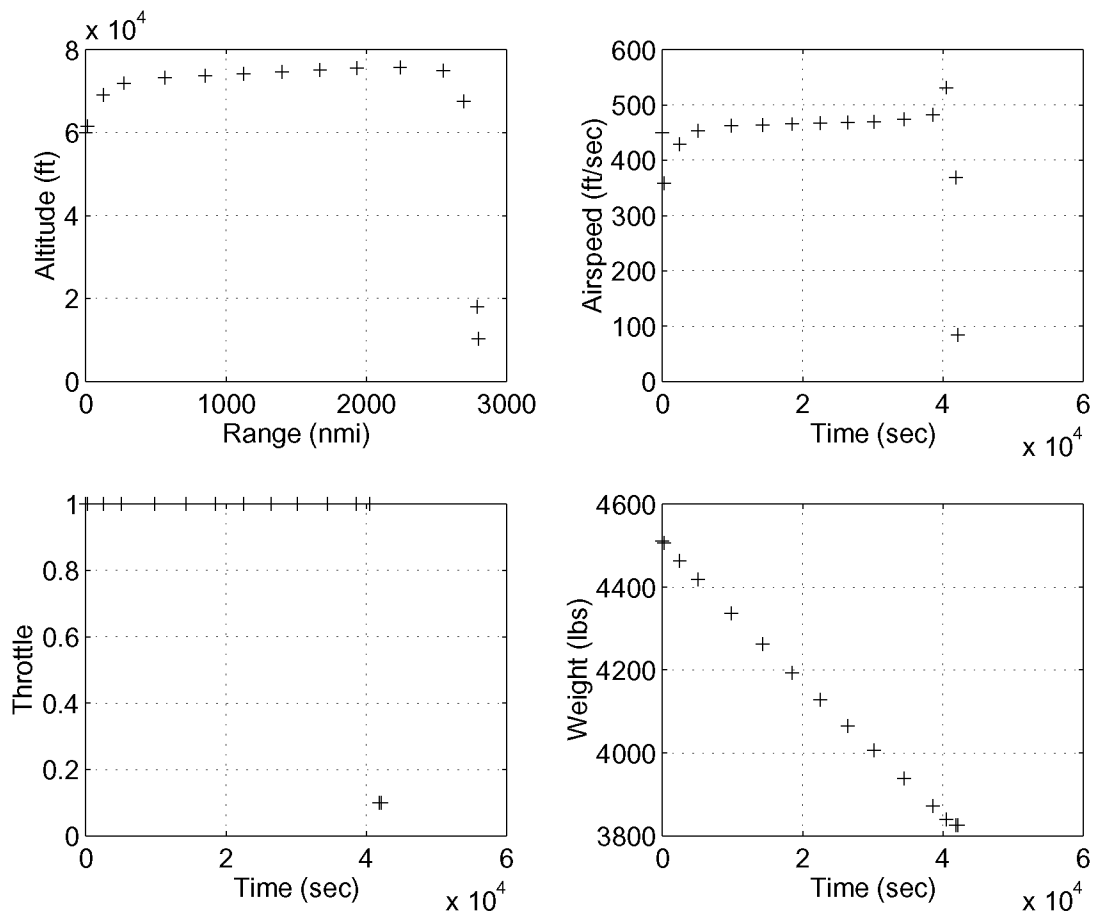 x 10^4
8
6
4
2
0
Altitude (ft)
0 1000 2000 3000
Range (nmi)
600
500
400
300
200
100
0
Airspeed (ft/sec)
0 2 4 6
Time (sec)
x 10^4
1
0.8
0.6
0.4
0.2
0
Throttle
0 2 4 6
Time (sec)
x 10^4
4600
4400
4200
4000
3800
Weight (lbs)
0 2 4 6
Time (sec)
x 10^4